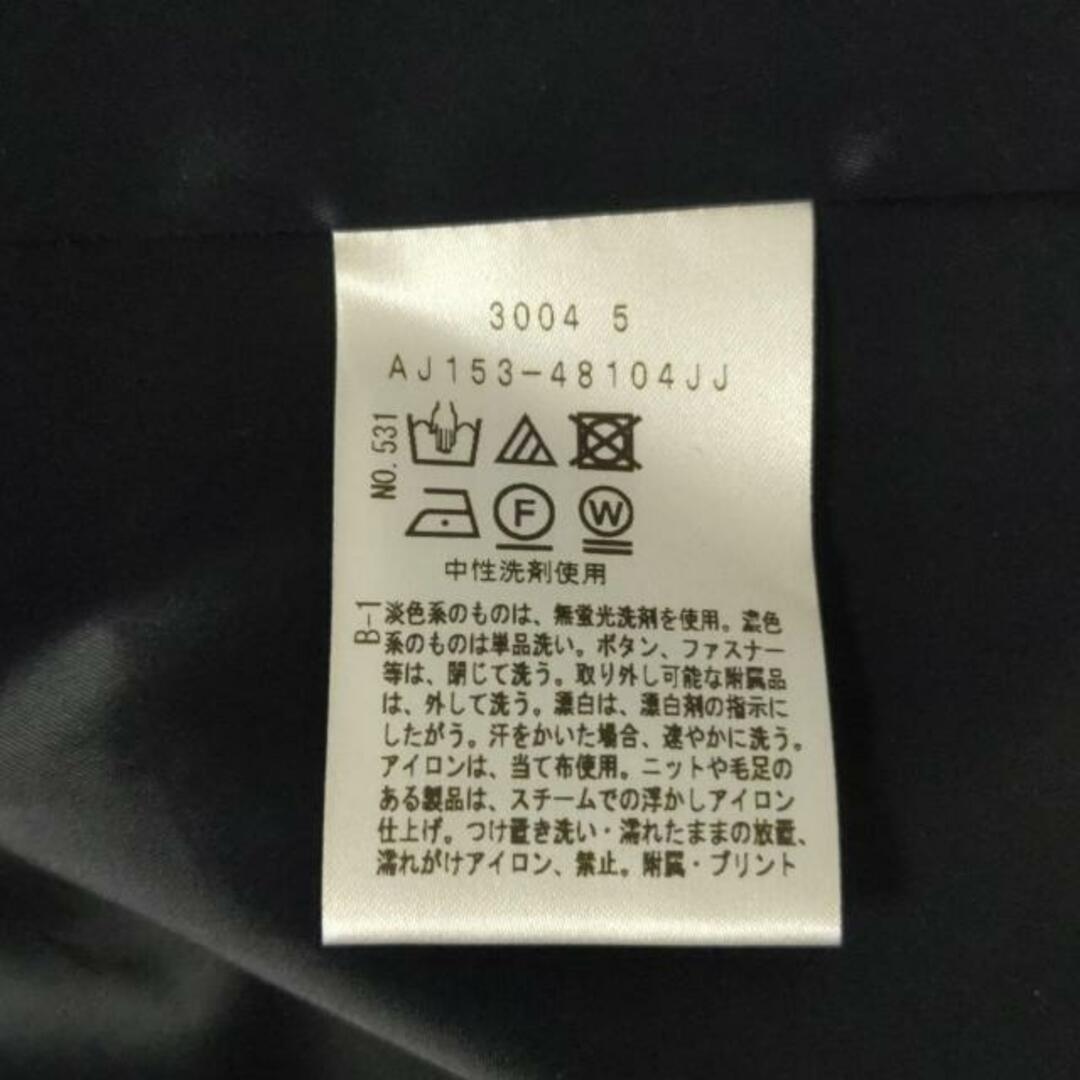 3004 5
AJ153-48104JJ
NO.531
F
W
中性洗剤使用
B-1
淡色系のものは、無蛍光洗剤を使用。濃色
系のものは単品洗い。ボタン、ファスナー
等は、閉じて洗う。取り外し可能な附属品
は、外して洗う。漂白は、漂白剤の指示に
したがう。汗をかいた場合、速やかに洗う。
アイロンは、当て布使用。ニットや毛足の
ある製品は、スチームでの浮かしアイロン
仕上げ。つけ置き洗い・濡れたままの放置、
濡れがけアイロン、禁止。附属・プリント